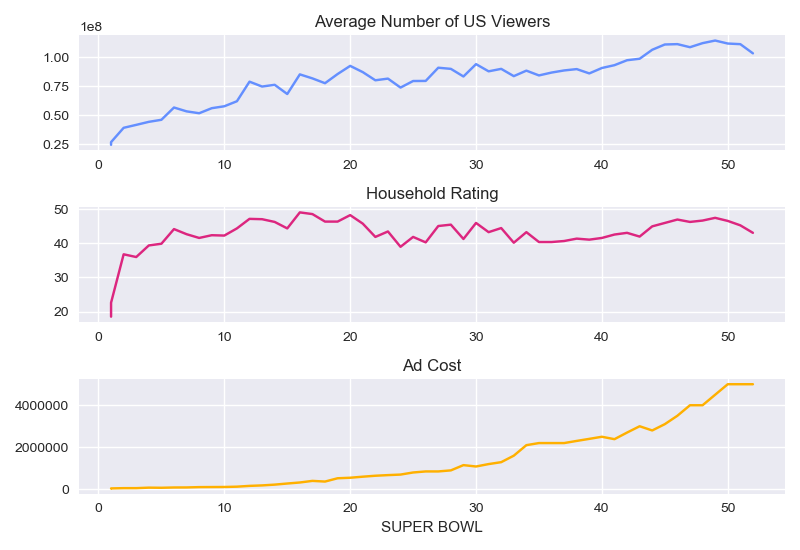 Average Number of US Viewers
1e8
1.00
0.75
0.50
0.25
0 10 20 30 40 50
Household Rating
50
40
30
20
0 10 20 30 40 50
Ad Cost
4000000
2000000
0
0 10 20 30 40 50
SUPER BOWL